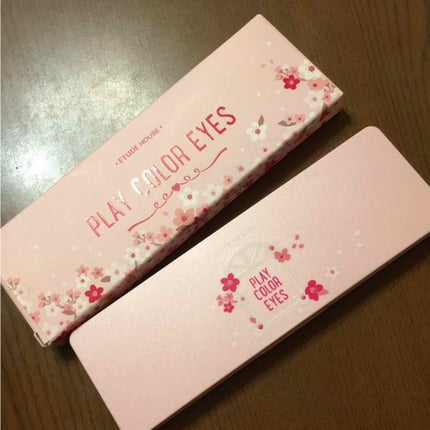 • ETUDE HOUSE •
PLAY COLOR EYES
PLAY
COLOR
EYES